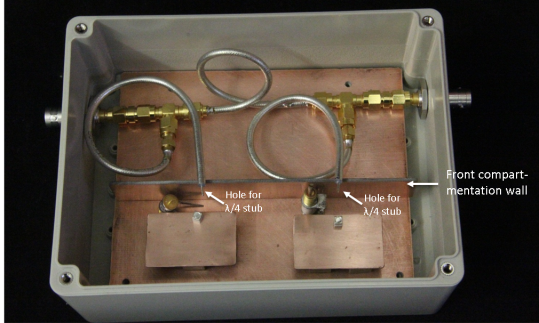 Front compart-
mentation wall
Hole for
λ/4 stub
Hole for
λ/4 stub